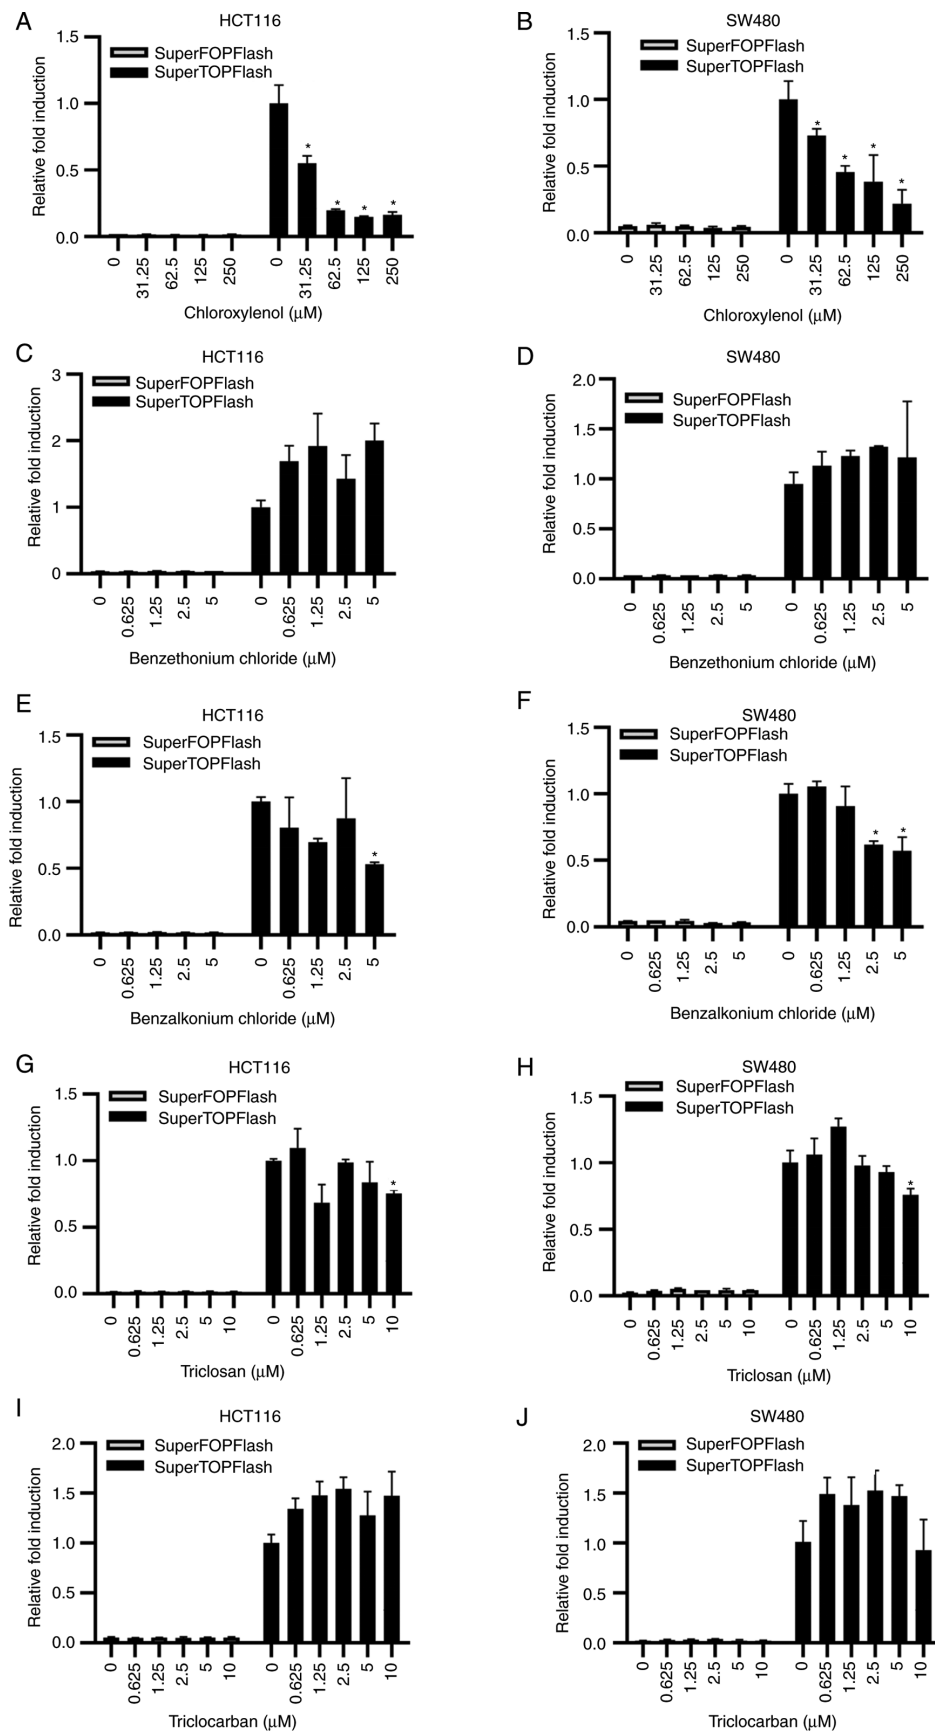 A
HCT116
1.5
1.0
0.5
0.0
Relative fold induction
SuperFOPFlash
SuperTOPFlash
*
*
*
*
0
31.25
62.5
125
250
0
31.25
62.5
125
250
Chloroxylenol (μM)
B
SW480
1.5
1.0
0.5
0.0
Relative fold induction
SuperFOPFlash
SuperTOPFlash
*
*
*
*
0
31.25
62.5
125
250
0
31.25
62.5
125
250
Chloroxylenol (μM)
C
HCT116
3
2
1
0
Relative fold induction
SuperFOPFlash
SuperTOPFlash
0
0.625
1.25
2.5
5
0
0.625
1.25
2.5
5
Benzethonium chloride (μM)
D
SW480
2.0
1.5
1.0
0.5
0.0
Relative fold induction
SuperFOPFlash
SuperTOPFlash
0
0.625
1.25
2.5
5
0
0.625
1.25
2.5
5
Benzethonium chloride (μM)
E
HCT116
1.5
1.0
0.5
0.0
Relative fold induction
SuperFOPFlash
SuperTOPFlash
*
0
0.625
1.25
2.5
5
0
0.625
1.25
2.5
5
Benzalkonium chloride (μM)
F
SW480
1.5
1.0
0.5
0.0
Relative fold induction
SuperFOPFlash
SuperTOPFlash
*
*
0
0.625
1.25
2.5
5
0
0.625
1.25
2.5
5
Benzalkonium chloride (μM)
G
HCT116
1.5
1.0
0.5
0.0
Relative fold induction
SuperFOPFlash
SuperTOPFlash
*
0
0.625
1.25
2.5
5
10
0
0.625
1.25
2.5
5
10
Triclosan (μM)
H
SW480
1.5
1.0
0.5
0.0
Relative fold induction
SuperFOPFlash
SuperTOPFlash
*
0
0.625
1.25
2.5
5
10
0
0.625
1.25
2.5
5
10
Triclosan (μM)
I
HCT116
2.0
1.5
1.0
0.5
0.0
Relative fold induction
SuperFOPFlash
SuperTOPFlash
0
0.625
1.25
2.5
5
10
0
0.625
1.25
2.5
5
10
Triclocarban (μM)
J
SW480
2.0
1.5
1.0
0.5
0.0
Relative fold induction
SuperFOPFlash
SuperTOPFlash
0
0.625
1.25
2.5
5
10
0
0.625
1.25
2.5
5
10
Triclocarban (μM)